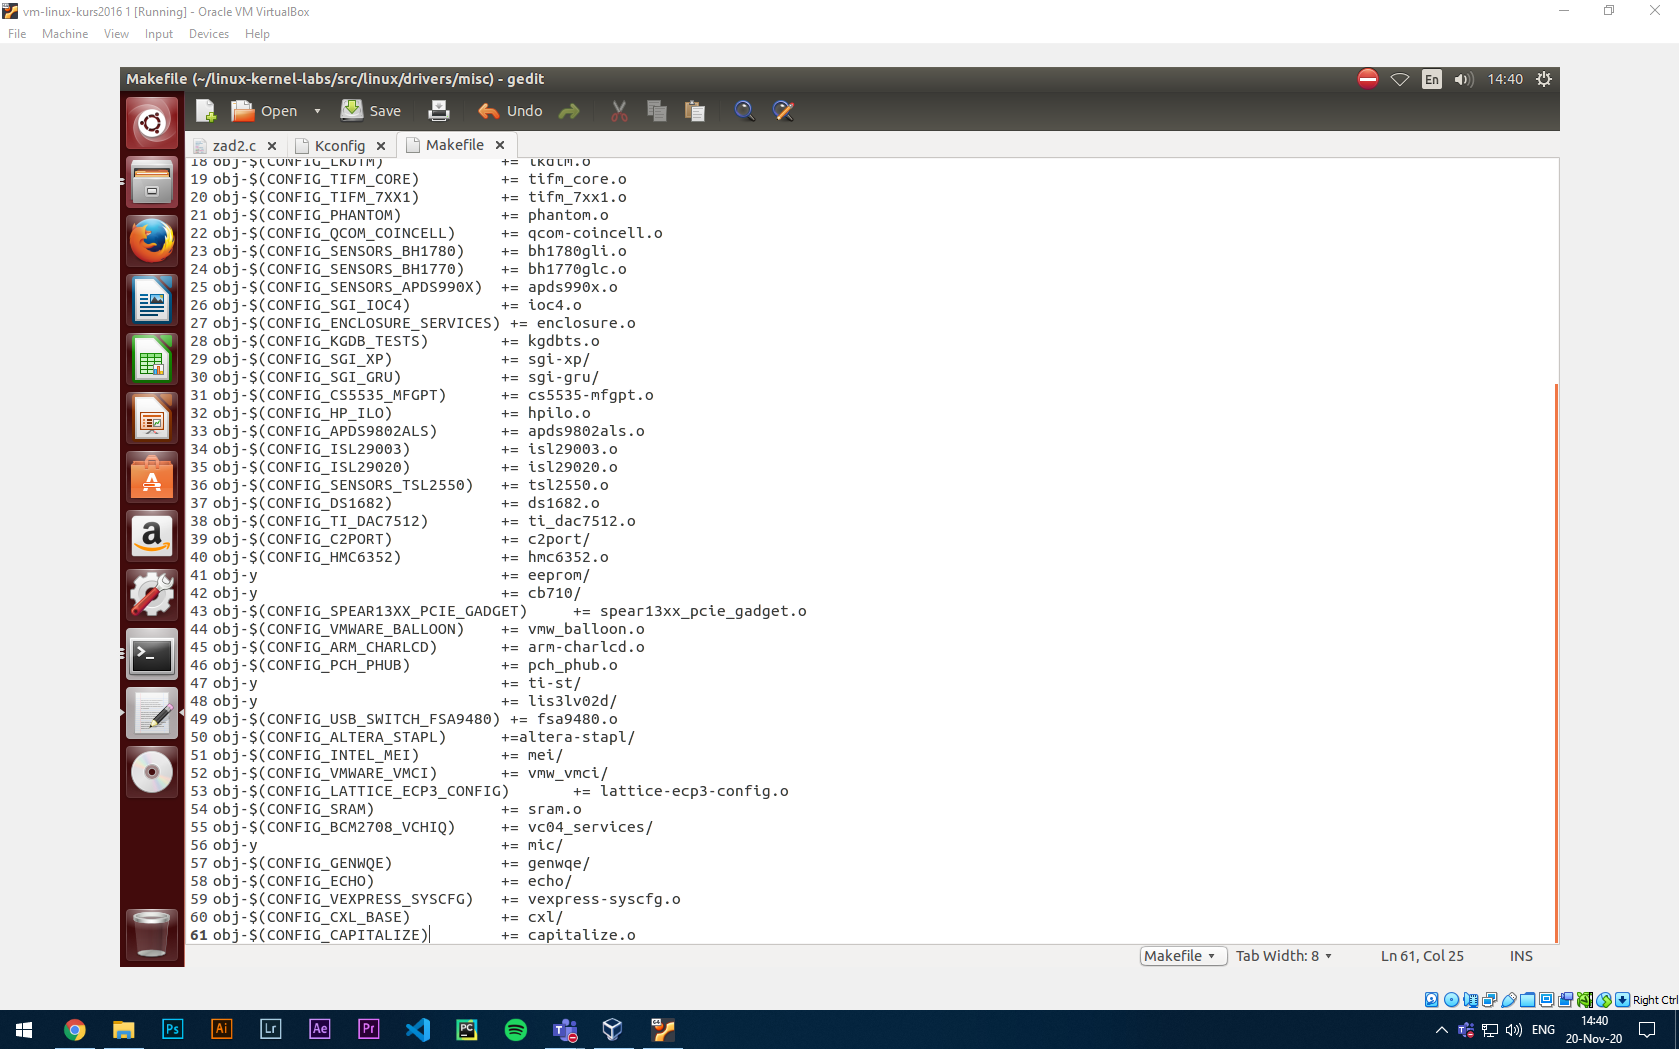 vm-linux-kurs2016 1 [Running] - Oracle VM VirtualBox
File Machine View Input Devices Help
Makefile (~/linux-kernel-labs/src/linux/drivers/misc) - gedit
En 14:40
Open Save Undo
zad2.c Kconfig Makefile
18 obj-$(CONFIG_LKDTM) += lkdtm.o
19 obj-$(CONFIG_TIFM_CORE) += tifm_core.o
20 obj-$(CONFIG_TIFM_7XX1) += tifm_7xx1.o
21 obj-$(CONFIG_PHANTOM) += phantom.o
22 obj-$(CONFIG_QCOM_COINCELL) += qcom-coincell.o
23 obj-$(CONFIG_SENSORS_BH1780) += bh1780gli.o
24 obj-$(CONFIG_SENSORS_BH1770) += bh1770glc.o
25 obj-$(CONFIG_SENSORS_APDS990X) += apds990x.o
26 obj-$(CONFIG_SGI_IOC4) += ioc4.o
27 obj-$(CONFIG_ENCLOSURE_SERVICES) += enclosure.o
28 obj-$(CONFIG_KGDB_TESTS) += kgdbts.o
29 obj-$(CONFIG_SGI_XP) += sgi-xp/
30 obj-$(CONFIG_SGI_GRU) += sgi-gru/
31 obj-$(CONFIG_CS5535_MFGPT) += cs5535-mfgpt.o
32 obj-$(CONFIG_HP_ILO) += hpilo.o
33 obj-$(CONFIG_APDS9802ALS) += apds9802als.o
34 obj-$(CONFIG_ISL29003) += isl29003.o
35 obj-$(CONFIG_ISL29020) += isl29020.o
36 obj-$(CONFIG_SENSORS_TSL2550) += tsl2550.o
37 obj-$(CONFIG_DS1682) += ds1682.o
38 obj-$(CONFIG_TI_DAC7512) += ti_dac7512.o
39 obj-$(CONFIG_C2PORT) += c2port/
40 obj-$(CONFIG_HMC6352) += hmc6352.o
41 obj-y += eeprom/
42 obj-y += cb710/
43 obj-$(CONFIG_SPEAR13XX_PCIE_GADGET) += spear13xx_pcie_gadget.o
44 obj-$(CONFIG_VMWARE_BALLOON) += vmw_balloon.o
45 obj-$(CONFIG_ARM_CHARLCD) += arm-charlcd.o
46 obj-$(CONFIG_PCH_PHUB) += pch_phub.o
47 obj-y += ti-st/
48 obj-y += lis3lv02d/
49 obj-$(CONFIG_USB_SWITCH_FSA9480) += fsa9480.o
50 obj-$(CONFIG_ALTERA_STAPL) +=altera-stapl/
51 obj-$(CONFIG_INTEL_MEI) += mei/
52 obj-$(CONFIG_VMWARE_VMCI) += vmw_vmci/
53 obj-$(CONFIG_LATTICE_ECP3_CONFIG) += lattice-ecp3-config.o
54 obj-$(CONFIG_SRAM) += sram.o
55 obj-$(CONFIG_BCM2708_VCHIQ) += vc04_services/
56 obj-y += mic/
57 obj-$(CONFIG_GENWQE) += genwqe/
58 obj-$(CONFIG_ECHO) += echo/
59 obj-$(CONFIG_VEXPRESS_SYSCFG) += vexpress-syscfg.o
60 obj-$(CONFIG_CXL_BASE) += cxl/
61 obj-$(CONFIG_CAPITALIZE) += capitalize.o
Makefile Tab Width: 8 Ln 61, Col 25 INS
Right Ctrl
Ps Ai Lr Ae Pr PC
ENG 14:40
20-Nov-20